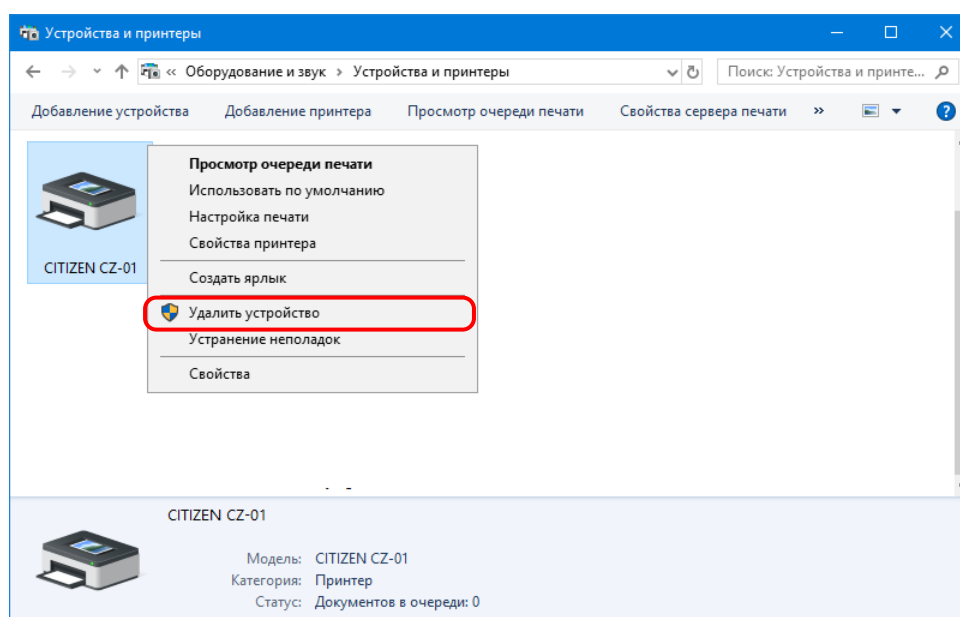 Устройства и принтеры
« Оборудование и звук › Устройства и принтеры
Поиск: Устройства и принте...
Добавление устройства Добавление принтера Просмотр очереди печати Свойства сервера печати »
Просмотр очереди печати
Использовать по умолчанию
Настройка печати
Свойства принтера
Создать ярлык
Удалить устройство
Устранение неполадок
Свойства
CITIZEN CZ-01
CITIZEN CZ-01
Модель: CITIZEN CZ-01
Категория: Принтер
Статус: Документов в очереди: 0